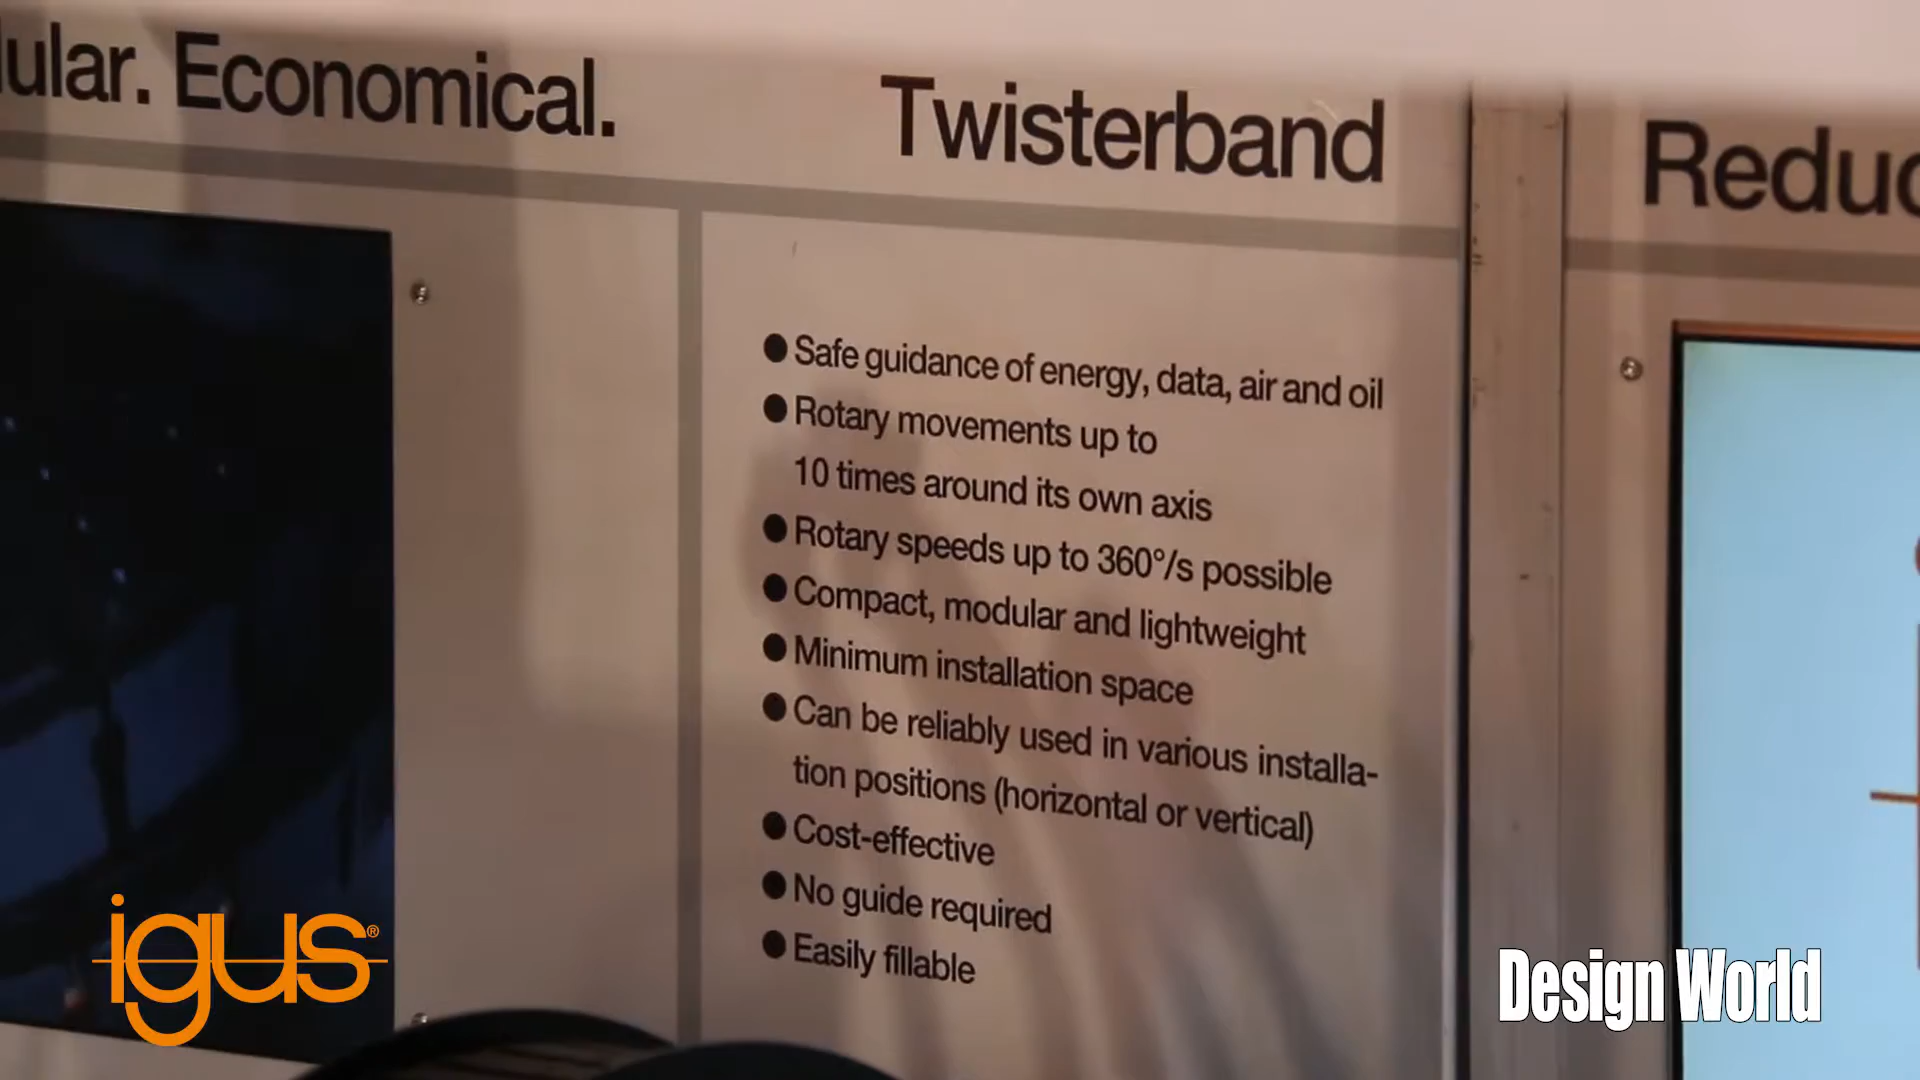 Economical.
Twisterband
● Safe guidance of energy, data, air and oil
● Rotary movements up to
10 times around its own axis
● Rotary speeds up to 360°/s possible
● Compact, modular and lightweight
● Minimum installation space
● Can be reliably used in various installa-
tion positions (horizontal or vertical)
● Cost-effective
● No guide required
● Easily fillable
igus®
Design World